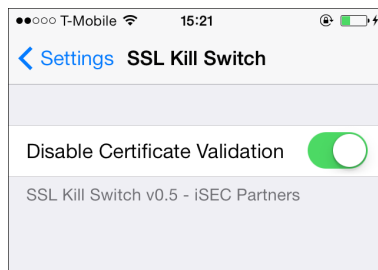 T-Mobile 15:21
Settings SSL Kill Switch
Disable Certificate Validation
SSL Kill Switch v0.5 - iSEC Partners